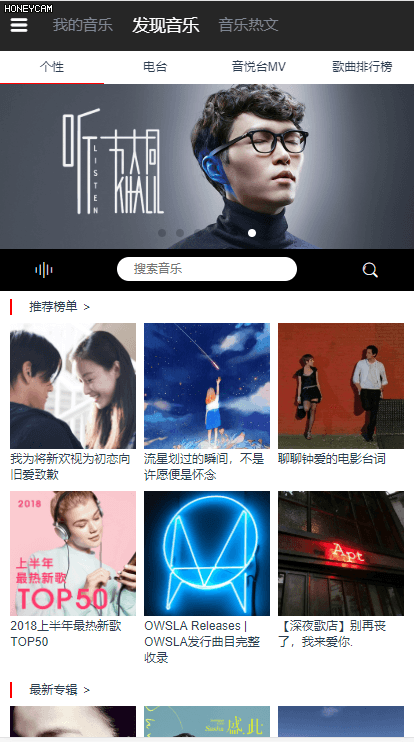 HONEYCAM
我的音乐 发现音乐 音乐热文
个性 电台 音悦台MV 歌曲排行榜
听
LISTEN
方大同
KHALIL
搜索音乐
推荐榜单 >
我为将新欢视为初恋向
旧爱致歉
流星划过的瞬间，不是
许愿便是怀念
聊聊钟爱的电影台词
2018
上半年
最热新歌
TOP50
Apt
2018上半年最热新歌
TOP50
OWSLA Releases |
OWSLA发行曲目完整
收录
【深夜歌店】别再丧
了，我来爱你.
最新专辑 >
盛此